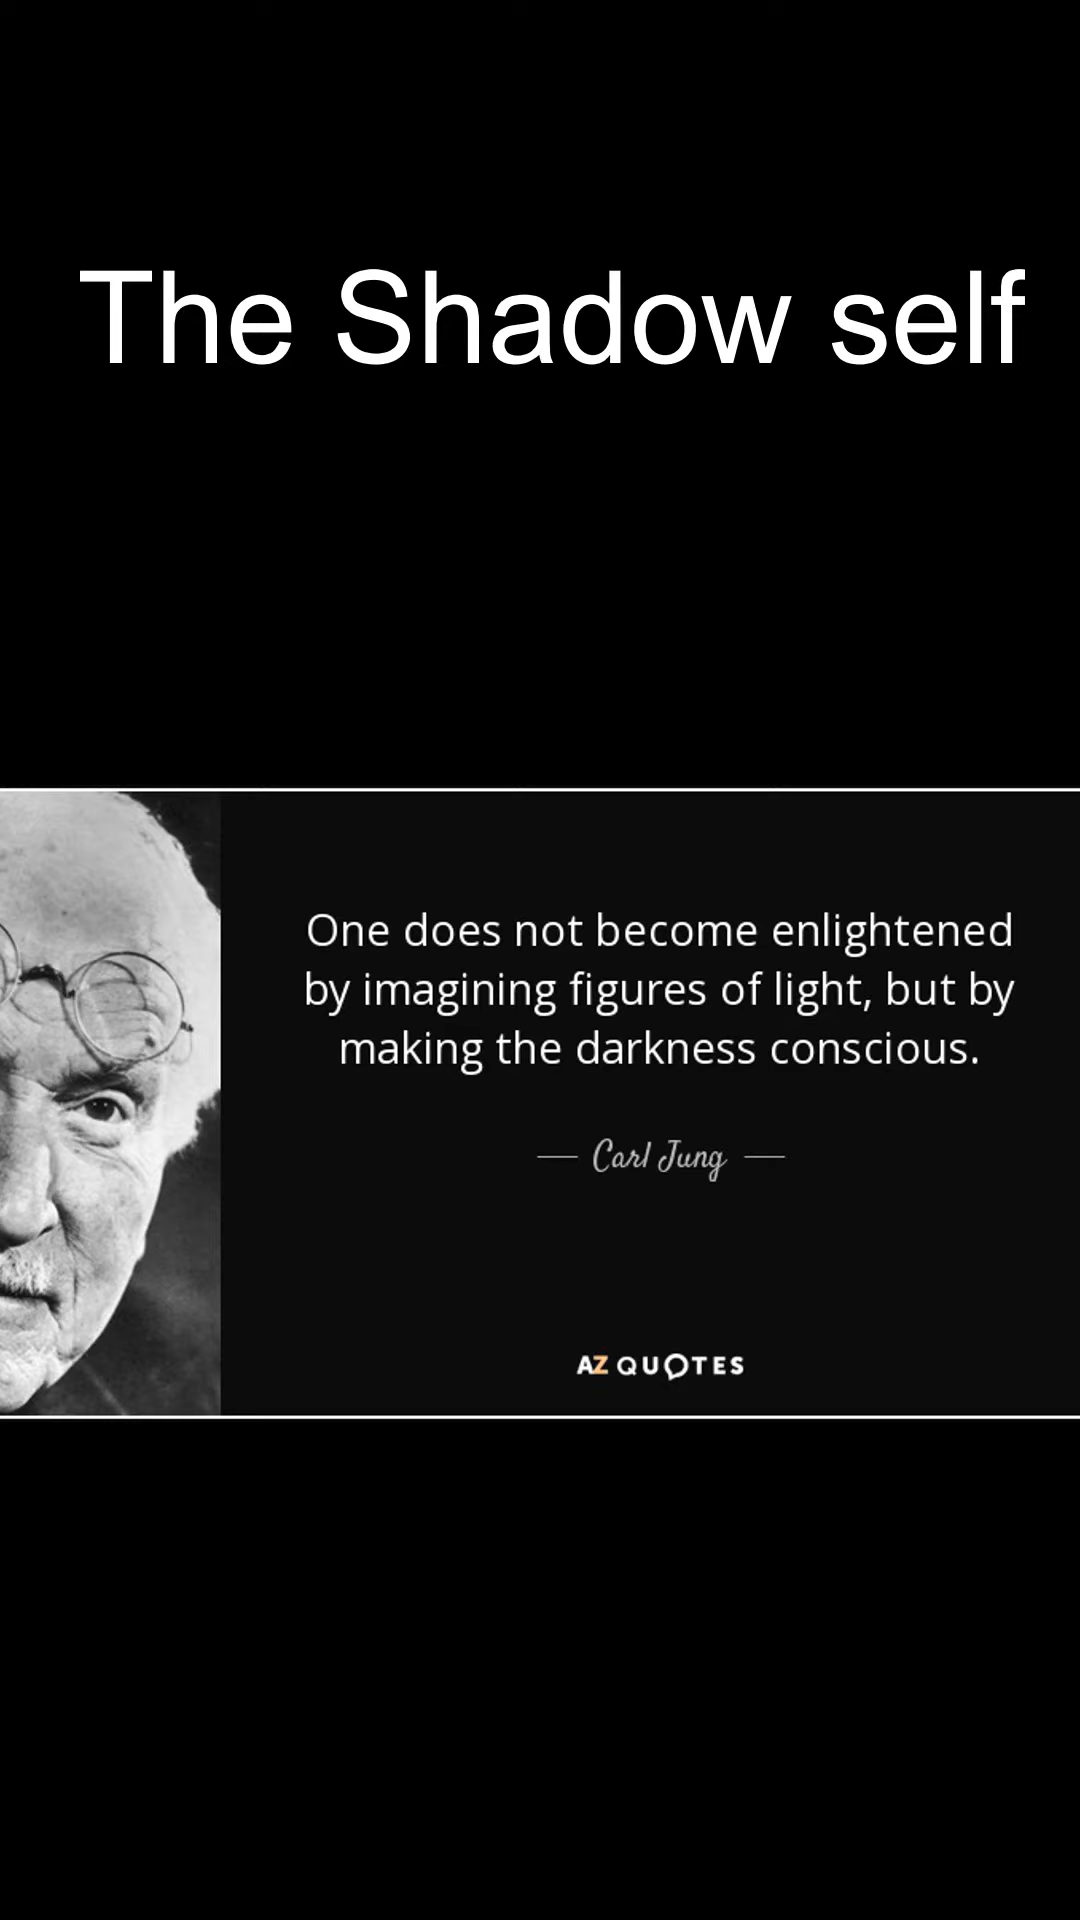 The Shadow self
One does not become enlightened
by imagining figures of light, but by
making the darkness conscious.
Carl Jung
AZ QUOTES